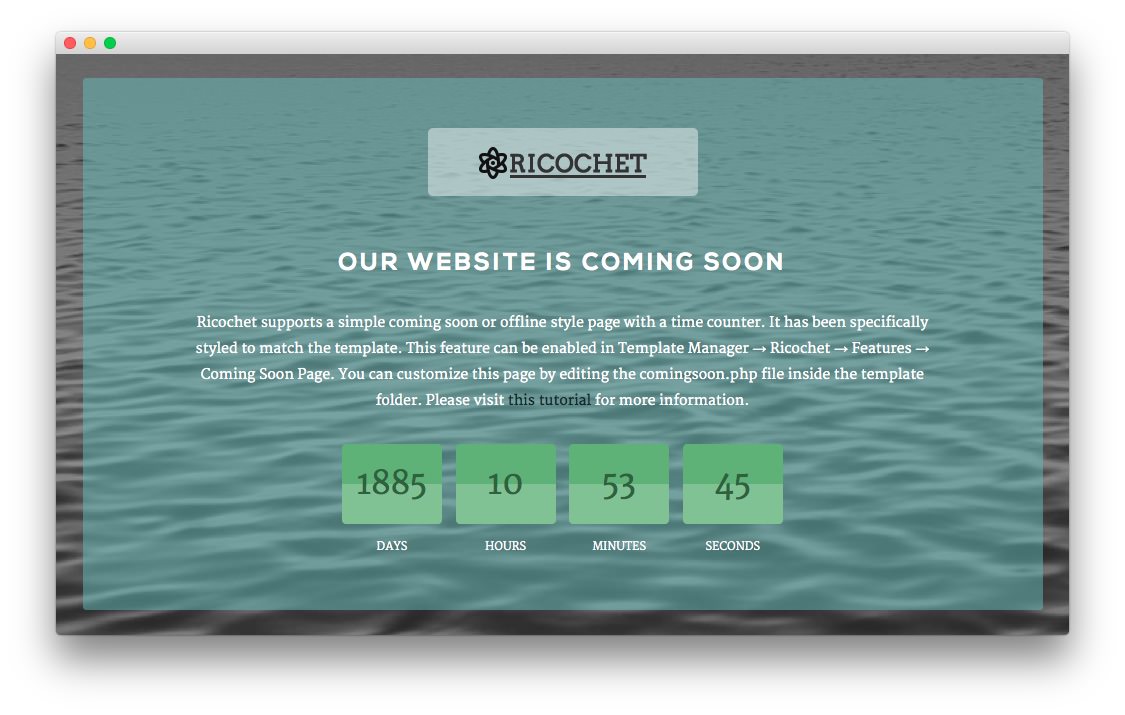 RICOCHET
OUR WEBSITE IS COMING SOON
Ricochet supports a simple coming soon or offline style page with a time counter. It has been specifically
styled to match the template. This feature can be enabled in Template Manager → Ricochet → Features →
Coming Soon Page. You can customize this page by editing the comingsoon.php file inside the template
folder. Please visit this tutorial for more information.
1885 10 53 45
DAYS HOURS MINUTES SECONDS